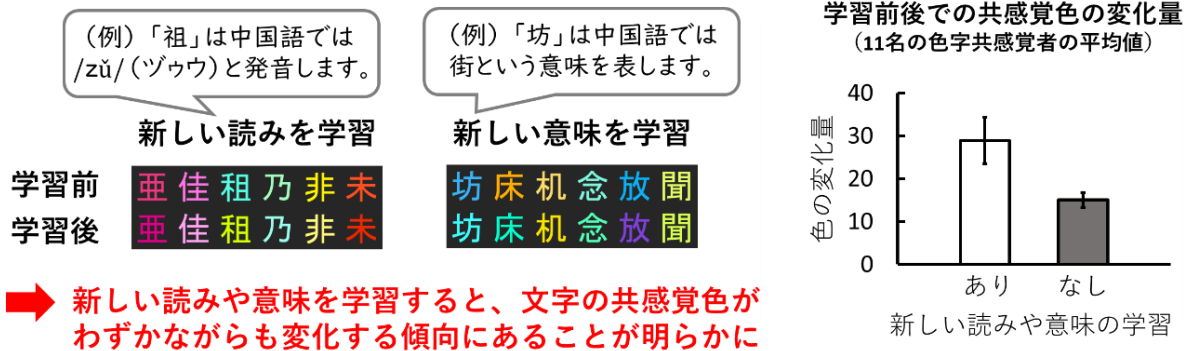 （例）「祖」は中国語では
/zǔ/（ヅゥウ）と発音します。
（例）「坊」は中国語では
街という意味を表します。
新しい読みを学習
新しい意味を学習
学習前
亜佳租乃非未
坊床机念放聞
学習後
亜佳租乃非未
坊床机念放聞
新しい読みや意味を学習すると、文字の共感覚色が
わずかながらも変化する傾向にあることが明らかに
学習前後での共感覚色の変化量
（11名の色字共感覚者の平均値）
色の変化量
40
30
20
10
0
あり
なし
新しい読みや意味の学習